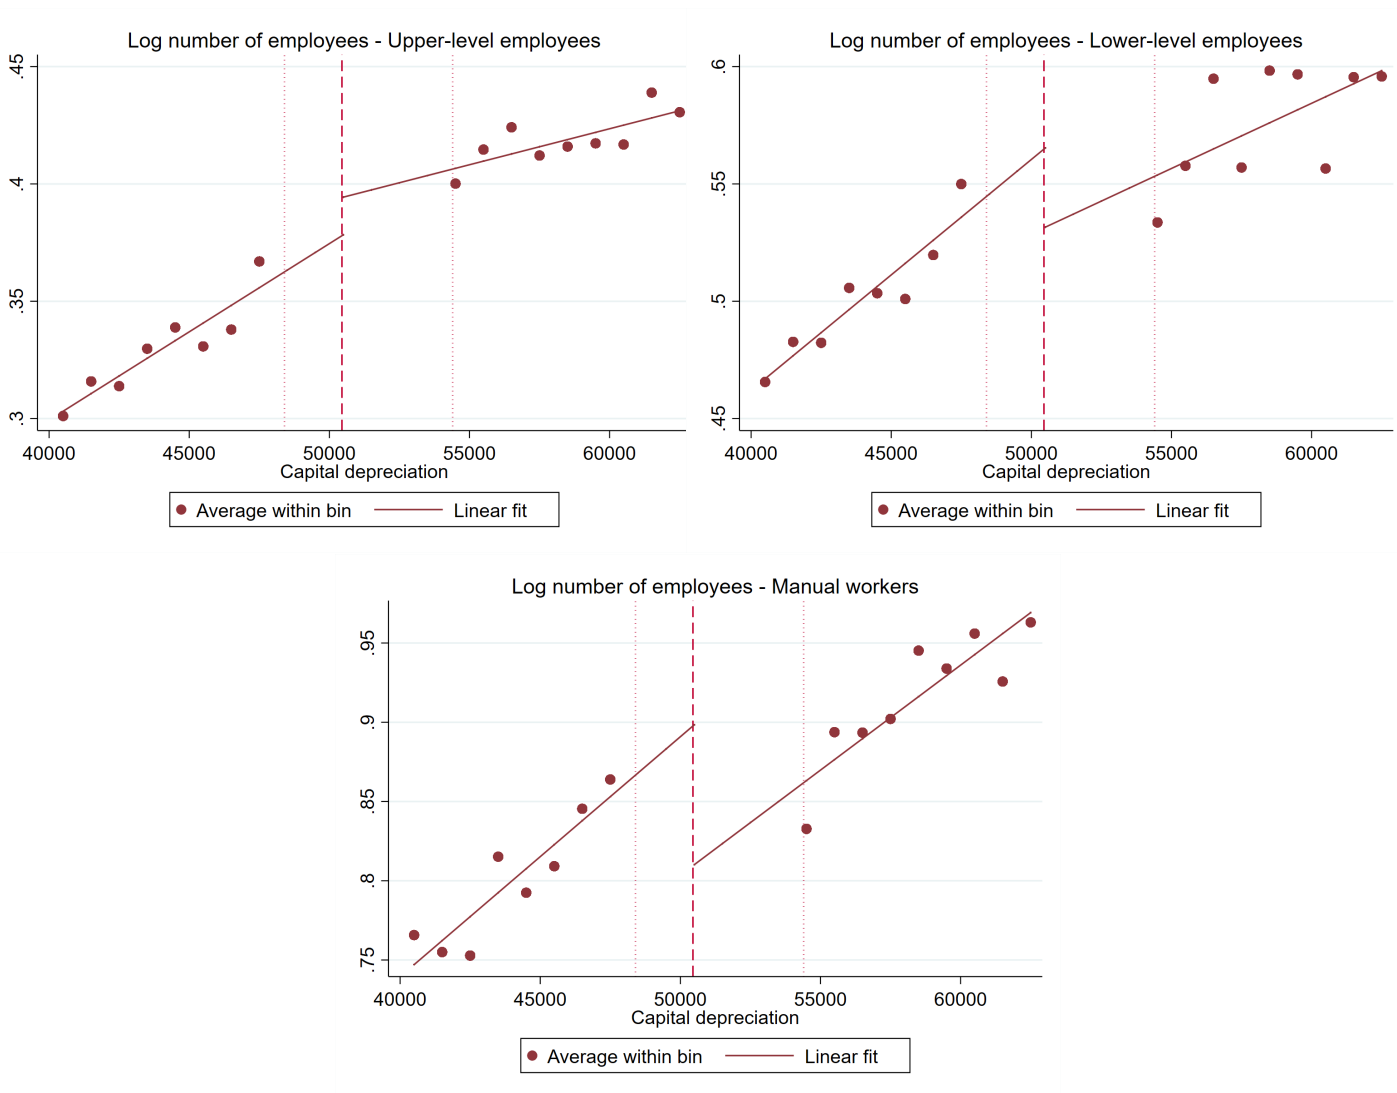 Log number of employees - Upper-level employees
.45
.4
.35
.3
40000 45000 50000 55000 60000
Capital depreciation
Average within bin Linear fit
Log number of employees - Lower-level employees
.6
.55
.5
.45
40000 45000 50000 55000 60000
Capital depreciation
Average within bin Linear fit
Log number of employees - Manual workers
.95
.9
.85
.8
.75
40000 45000 50000 55000 60000
Capital depreciation
Average within bin Linear fit